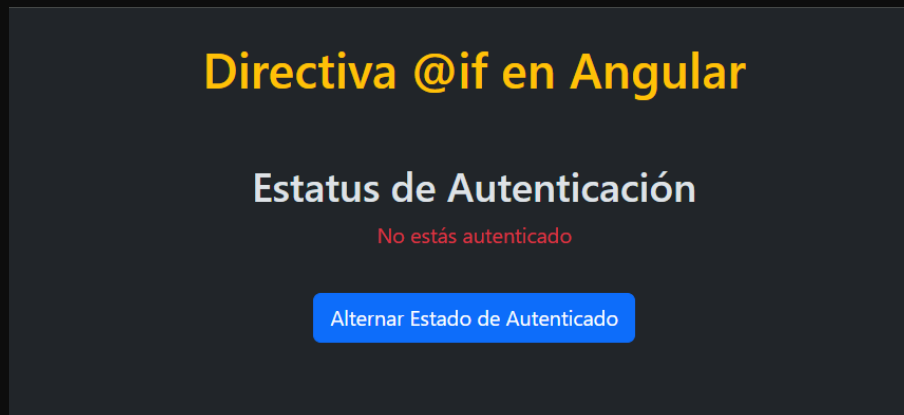 Directiva @if en Angular
Estatus de Autenticación
No estás autenticado
Alternar Estado de Autenticado